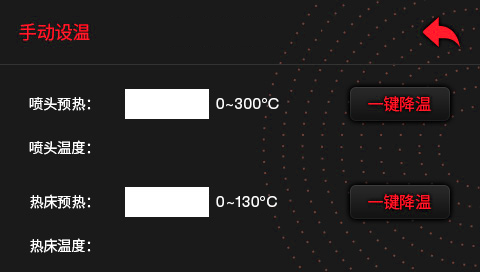 手动设温
喷头预热： 0~300℃ 一键降温
喷头温度：
热床预热： 0~130℃ 一键降温
热床温度：